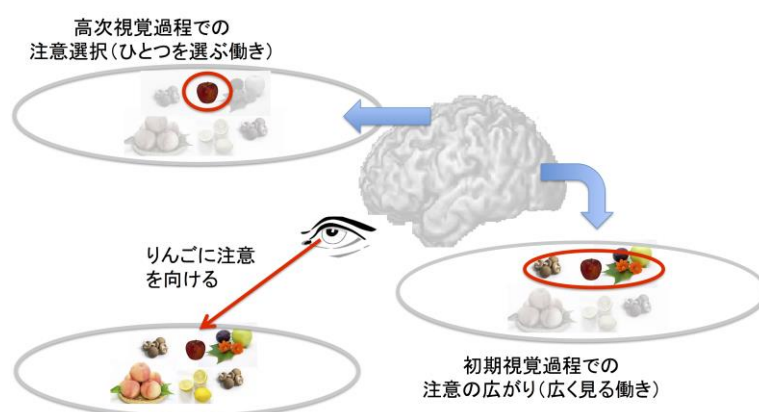 高次視覚過程での
注意選択(ひとつを選ぶ働き)
りんごに注意
を向ける
初期視覚過程での
注意の広がり(広く見る働き)